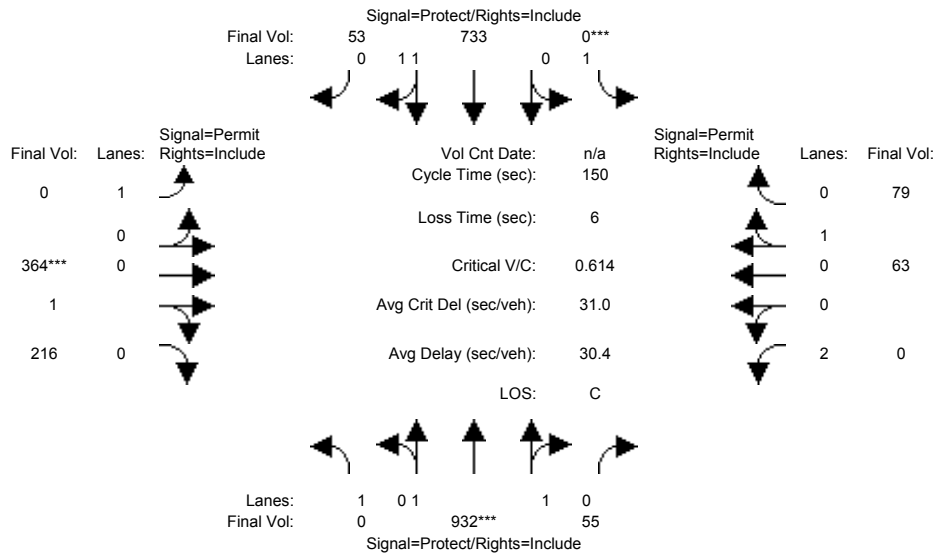 Signal=Protect/Rights=Include
Final Vol: 53 733 0***
Lanes: 0 1 1 0 1
Signal=Permit Signal=Permit
Final Vol: Lanes: Rights=Include Vol Cnt Date: n/a Rights=Include Lanes: Final Vol:
Cycle Time (sec): 150
0 1 0 79
Loss Time (sec): 6
0 1
364*** 0 Critical V/C: 0.614 0 63
1 Avg Crit Del (sec/veh): 31.0 0
216 0 Avg Delay (sec/veh): 30.4 2 0
LOS: C
Lanes: 1 0 1 1 0
Final Vol: 0 932*** 55
Signal=Protect/Rights=Include